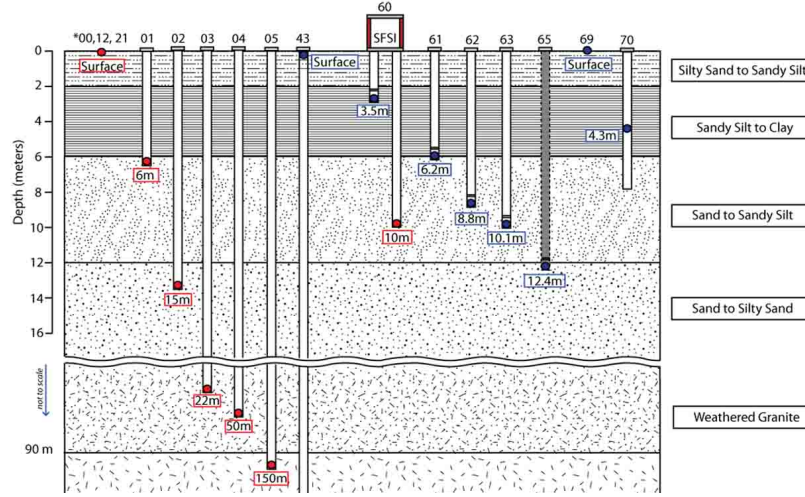 60
*00,12, 21 01 02 03 04 05 43 SFSI 61 62 63 65 69 70
0
Surface
Surface
Surface
Silty Sand to Sandy Silt
2
3.5m
4
Sandy Silt to Clay
4.3m
6
6m
6.2m
Depth (meters)
8
8.8m
Sand to Sandy Silt
10
10m
10.1m
12
12.4m
15m
14
Sand to Silty Sand
16
not to scale
22m
50m
Weathered Granite
90 m
150m